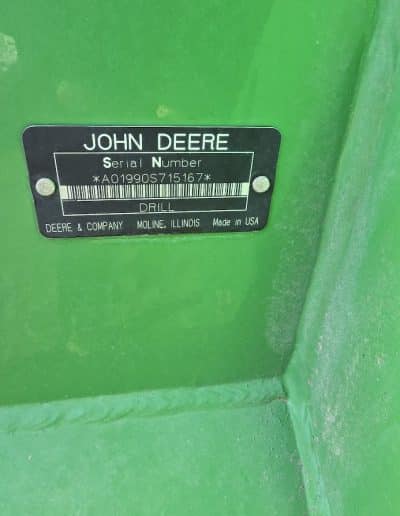 JOHN DEERE
Serial Number
*A01990S715167*
DRILL
DEERE & COMPANY MOLINE, ILLINOIS Made in USA